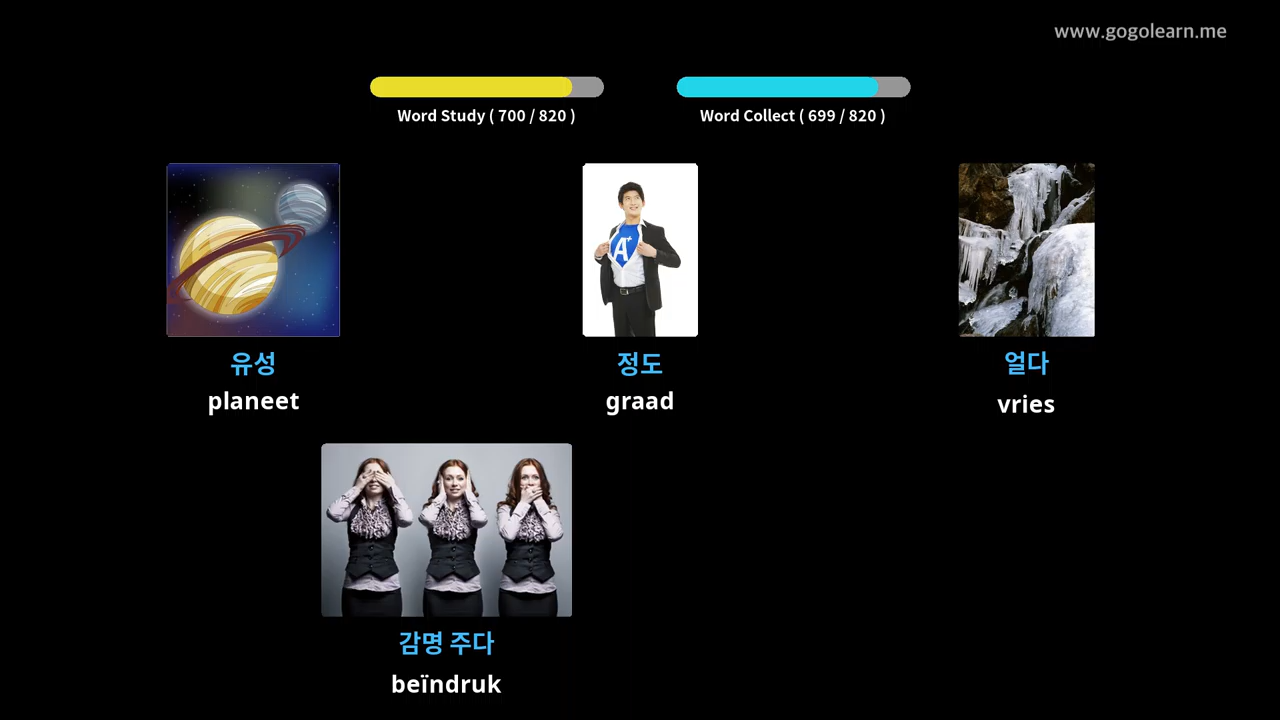 www.gogolearn.me
Word Study ( 700 / 820 )
Word Collect ( 699 / 820 )
A+
유성
정도
얼다
planeet
graad
vries
감명 주다
beïndruk